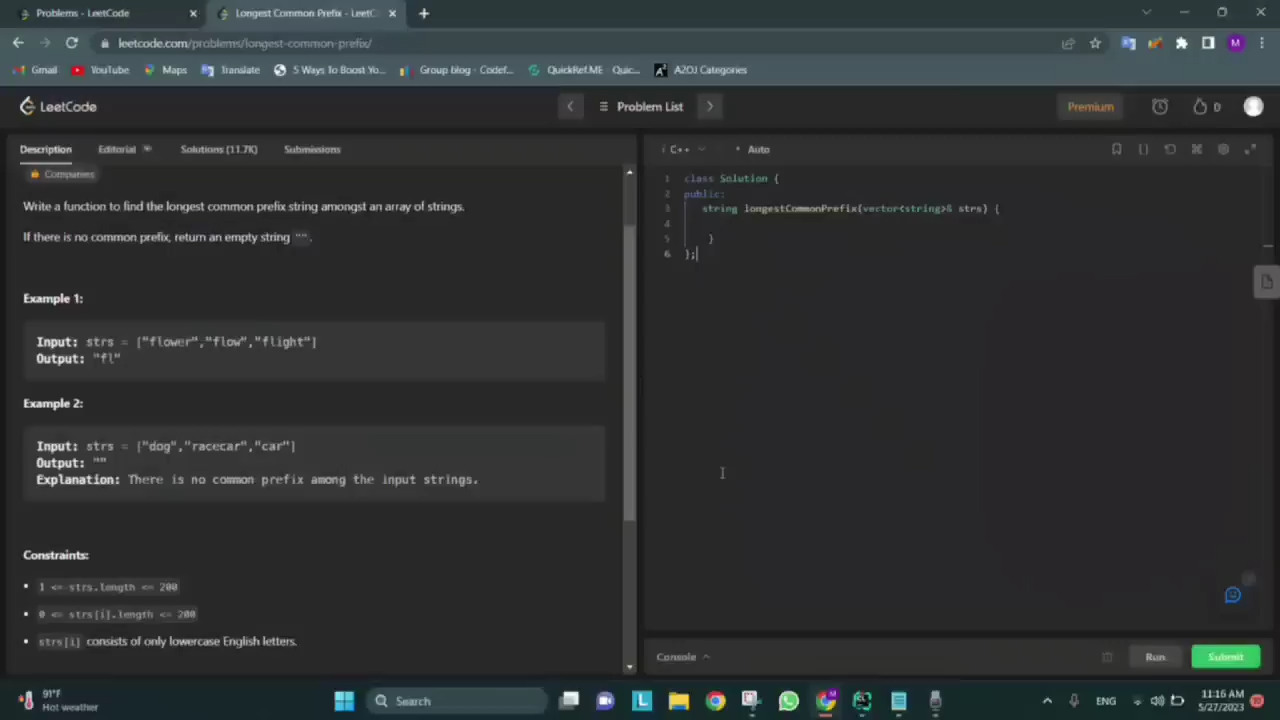 Problems - LeetCode
Longest Common Prefix - LeetC
leetcode.com/problems/longest-common-prefix/
M
Gmail
YouTube
Maps
Translate
5 Ways To Boost Yo...
Group blog - Codef...
QuickRef.ME - Quic...
A2OJ Categories
LeetCode
Problem List
Premium
0
Description
Editorial
Solutions (11.7K)
Submissions
Companies
Write a function to find the longest common prefix string amongst an array of strings.
If there is no common prefix, return an empty string "".
Example 1:
Input: strs = ["flower","flow","flight"]
Output: "fl"
Example 2:
Input: strs = ["dog","racecar","car"]
Output: ""
Explanation: There is no common prefix among the input strings.
Constraints:
1 <= strs.length <= 200
0 <= strs[i].length <= 200
strs[i] consists of only lowercase English letters.
i C++
Auto
1 class Solution {
2 public:
3 string longestCommonPrefix(vector<string>& strs) {
4
5 }
6 };
Console
Run
Submit
91°F
Hot weather
Search
ENG
11:16 AM
5/27/2023